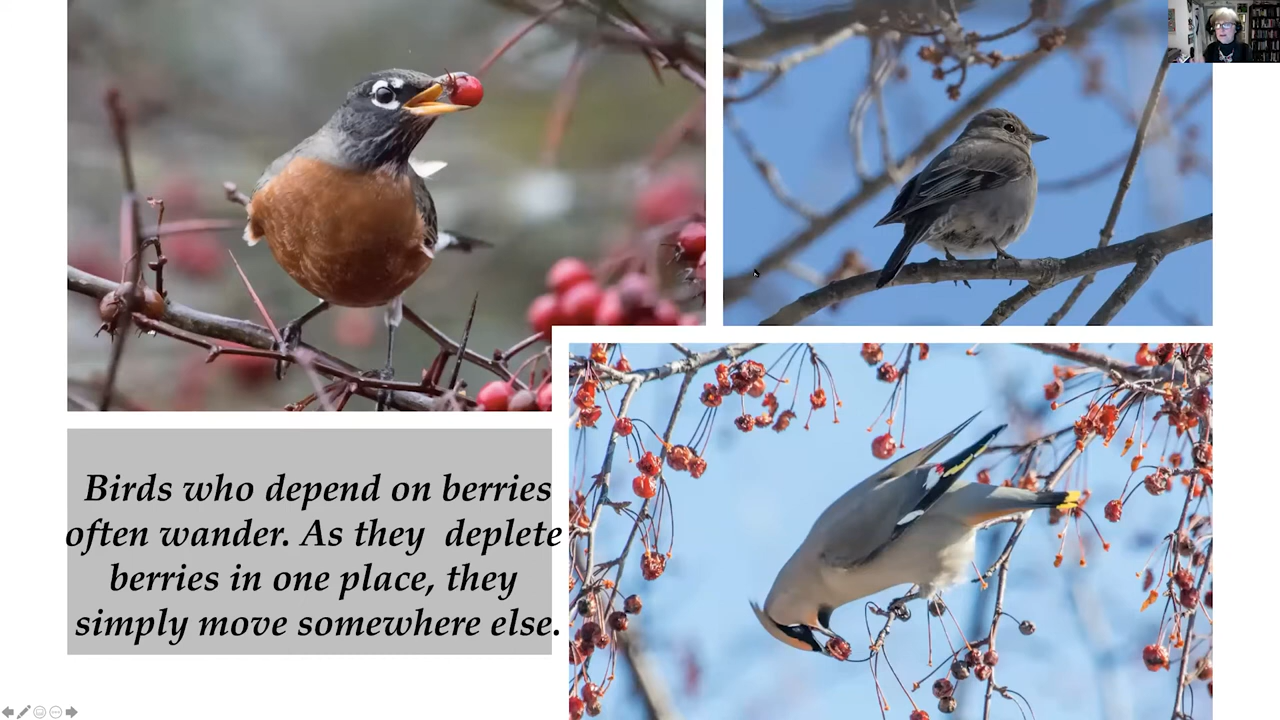 Birds who depend on berries
often wander. As they  deplete
berries in one place, they
simply move somewhere else.